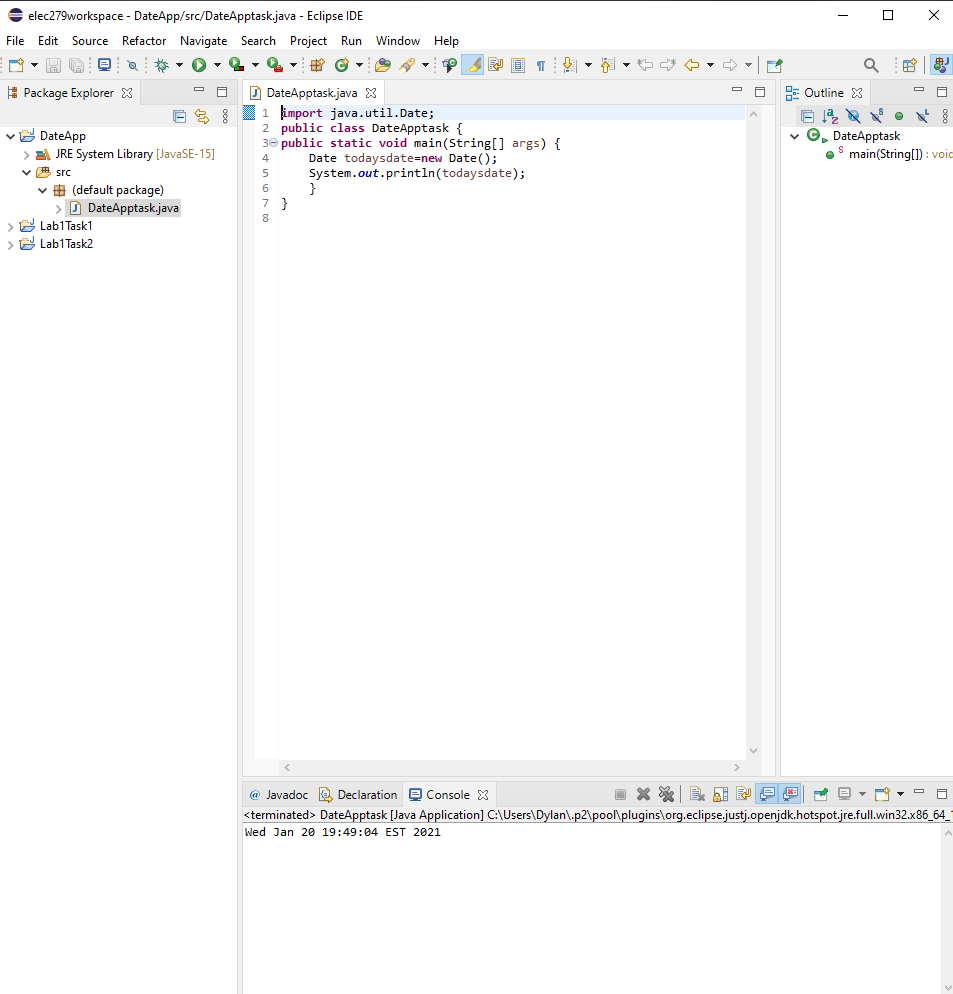 elec279workspace - DateApp/src/DateApptask.java - Eclipse IDE
File Edit Source Refactor Navigate Search Project Run Window Help
Package Explorer
DateApp
JRE System Library [JavaSE-15]
src
(default package)
DateApptask.java
Lab1Task1
Lab1Task2
DateApptask.java
1 import java.util.Date;
2 public class DateApptask {
3 public static void main(String[] args) {
4 Date todaysdate=new Date();
5 System.out.println(todaysdate);
6 }
7 }
8
Outline
DateApptask
main(String[]) : void
@ Javadoc Declaration Console
<terminated> DateApptask [Java Application] C:\Users\Dylan\.p2\pool\plugins\org.eclipse.justj.openjdk.hotspot.jre.full.win32.x86_64_1
Wed Jan 20 19:49:04 EST 2021